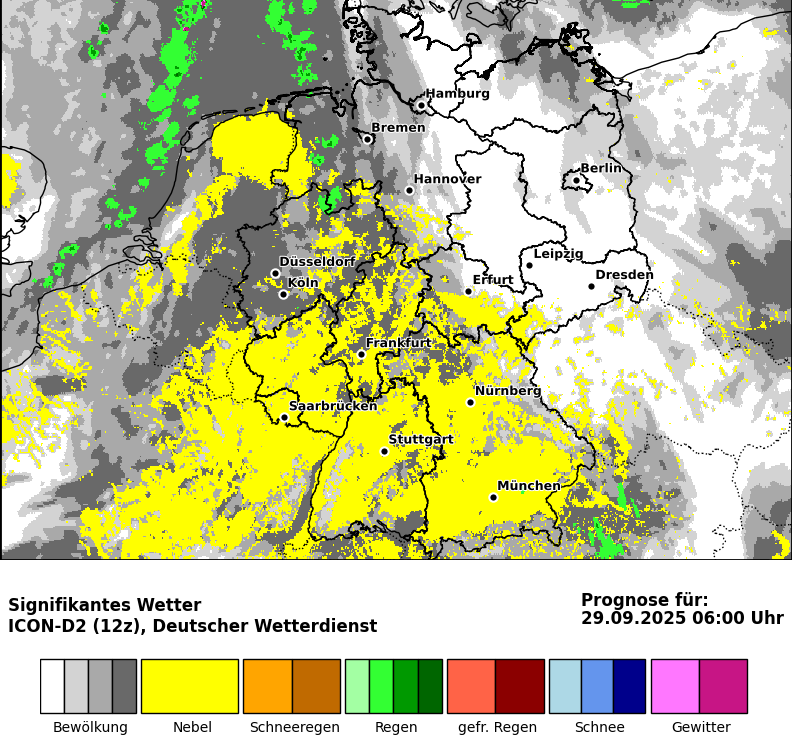 Hamburg
Bremen
Berlin
Hannover
Leipzig
Düsseldorf
Dresden
Köln
Erfurt
Frankfurt
Nürnberg
Saarbrücken
Stuttgart
München
Signifikantes Wetter
ICON-D2 (12z), Deutscher Wetterdienst
Prognose für:
29.09.2025 06:00 Uhr
Bewölkung
Nebel
Schneeregen
Regen
gefr. Regen
Schnee
Gewitter